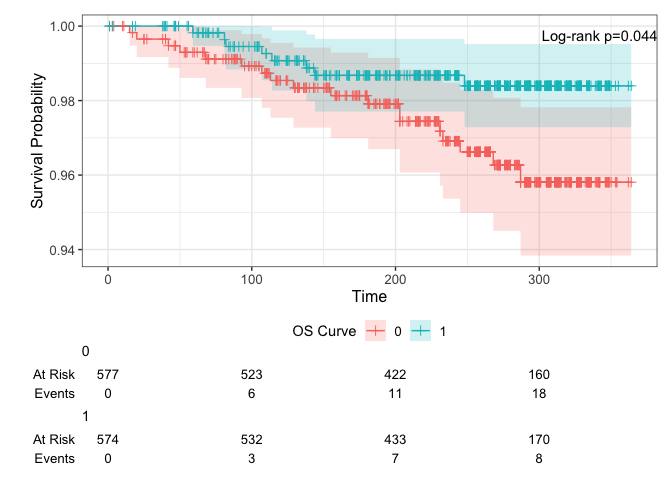 Log-rank p=0.044
1.00
0.98
0.96
0.94
Survival Probability
0 100 200 300
Time
OS Curve 0 1
0
At Risk 577 523 422 160
Events 0 6 11 18
1
At Risk 574 532 433 170
Events 0 3 7 8